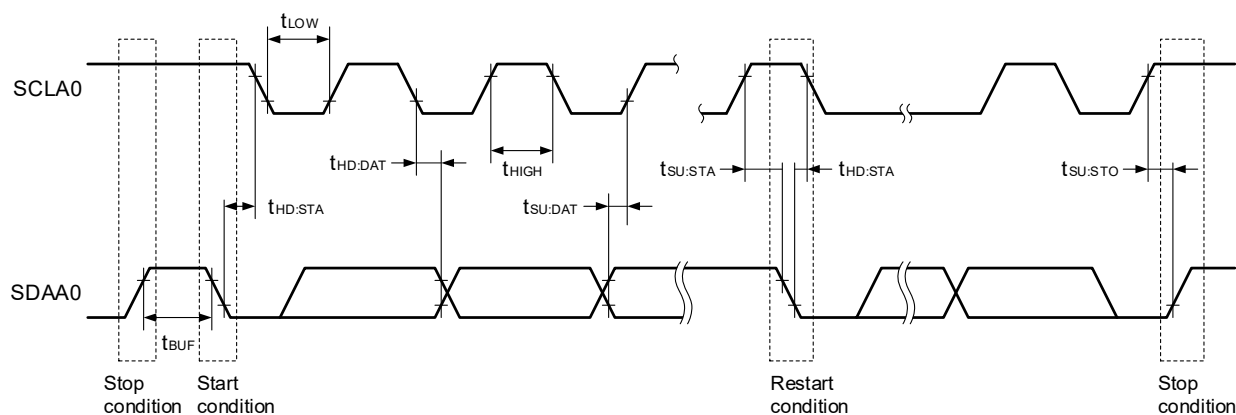 tLOW
SCLA0
tHD:DAT
tHIGH
tSU:STA
tHD:STA
tSU:STO
tHD:STA
tSU:DAT
SDAA0
tBUF
Stop
condition
Start
condition
Restart
condition
Stop
condition